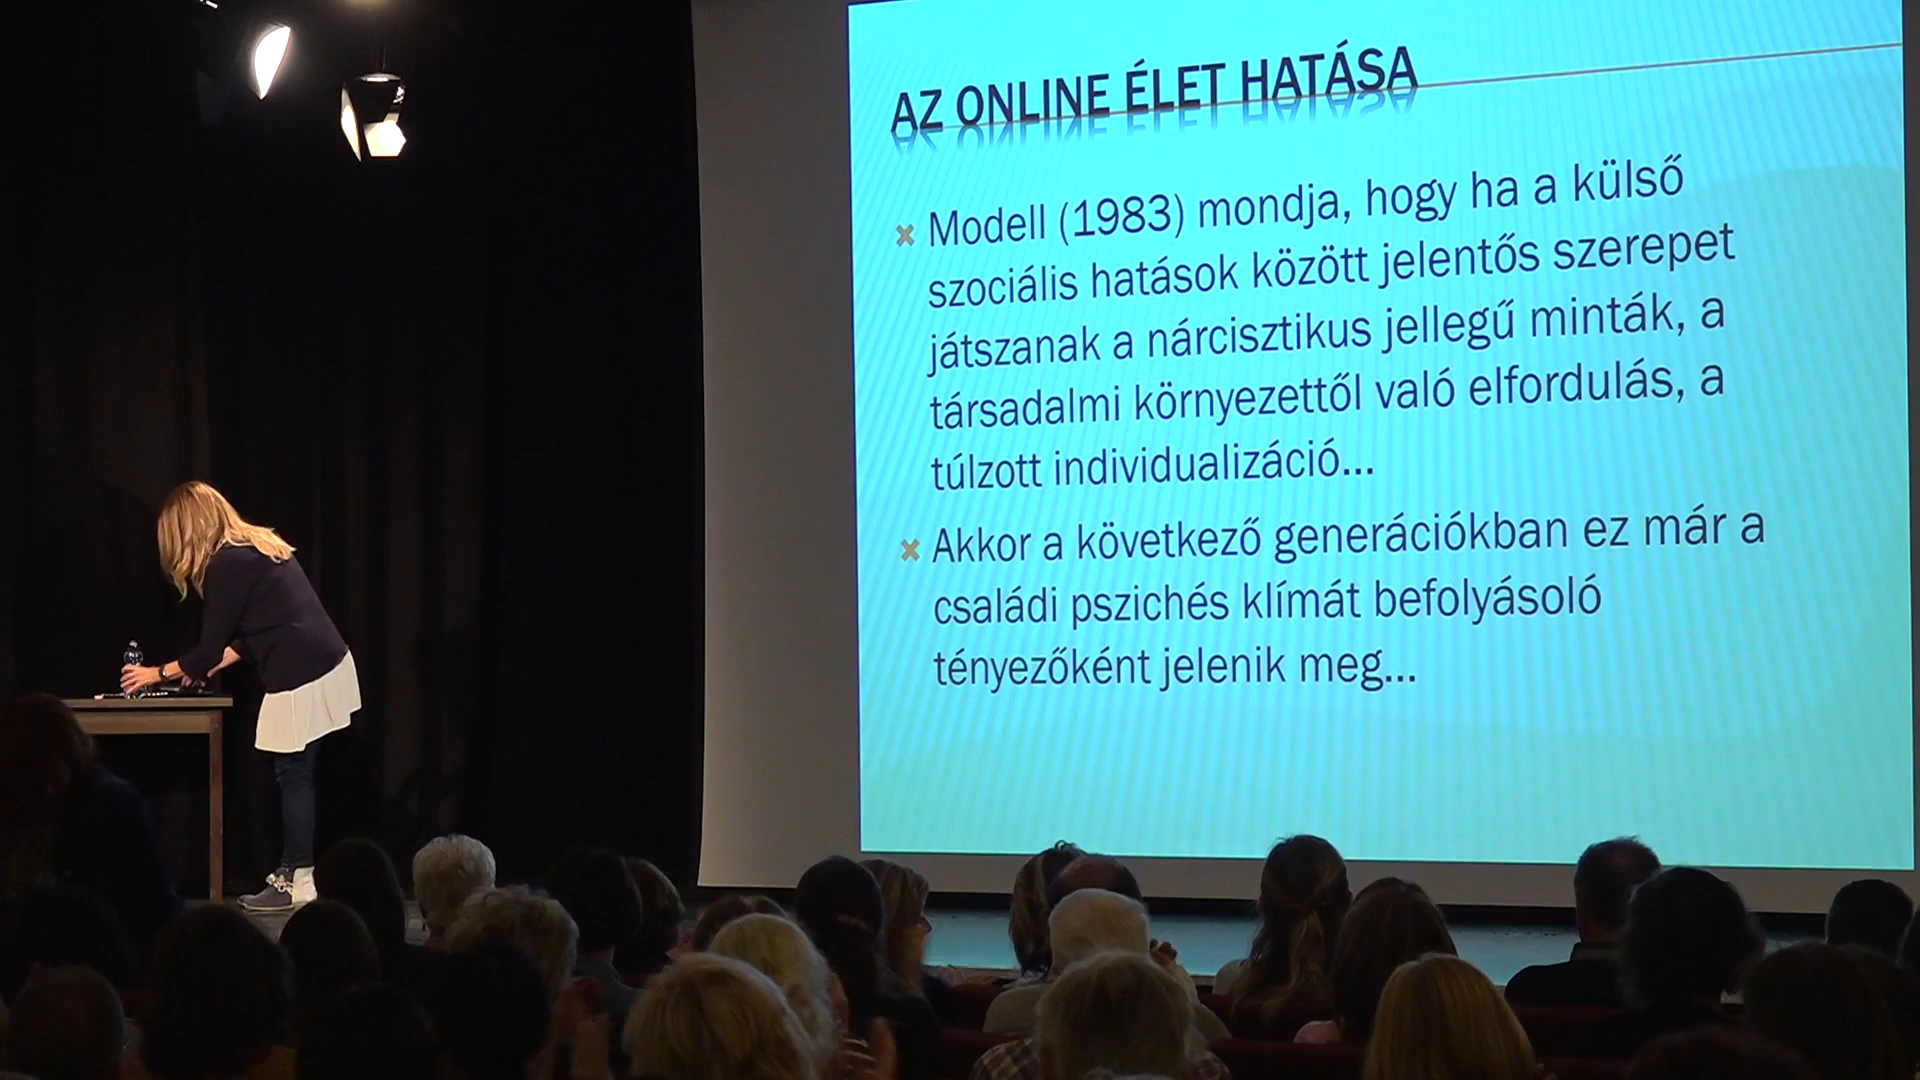 AZ ONLINE ÉLET HATÁSA
Modell (1983) mondja, hogy ha a külső
szociális hatások között jelentős szerepet
játszanak a nárcisztikus jellegű minták, a
társadalmi környezettől való elfordulás, a
túlzott individualizáció...
Akkor a következő generációkban ez már a
családi pszichés klímát befolyásoló
tényezőként jelenik meg...